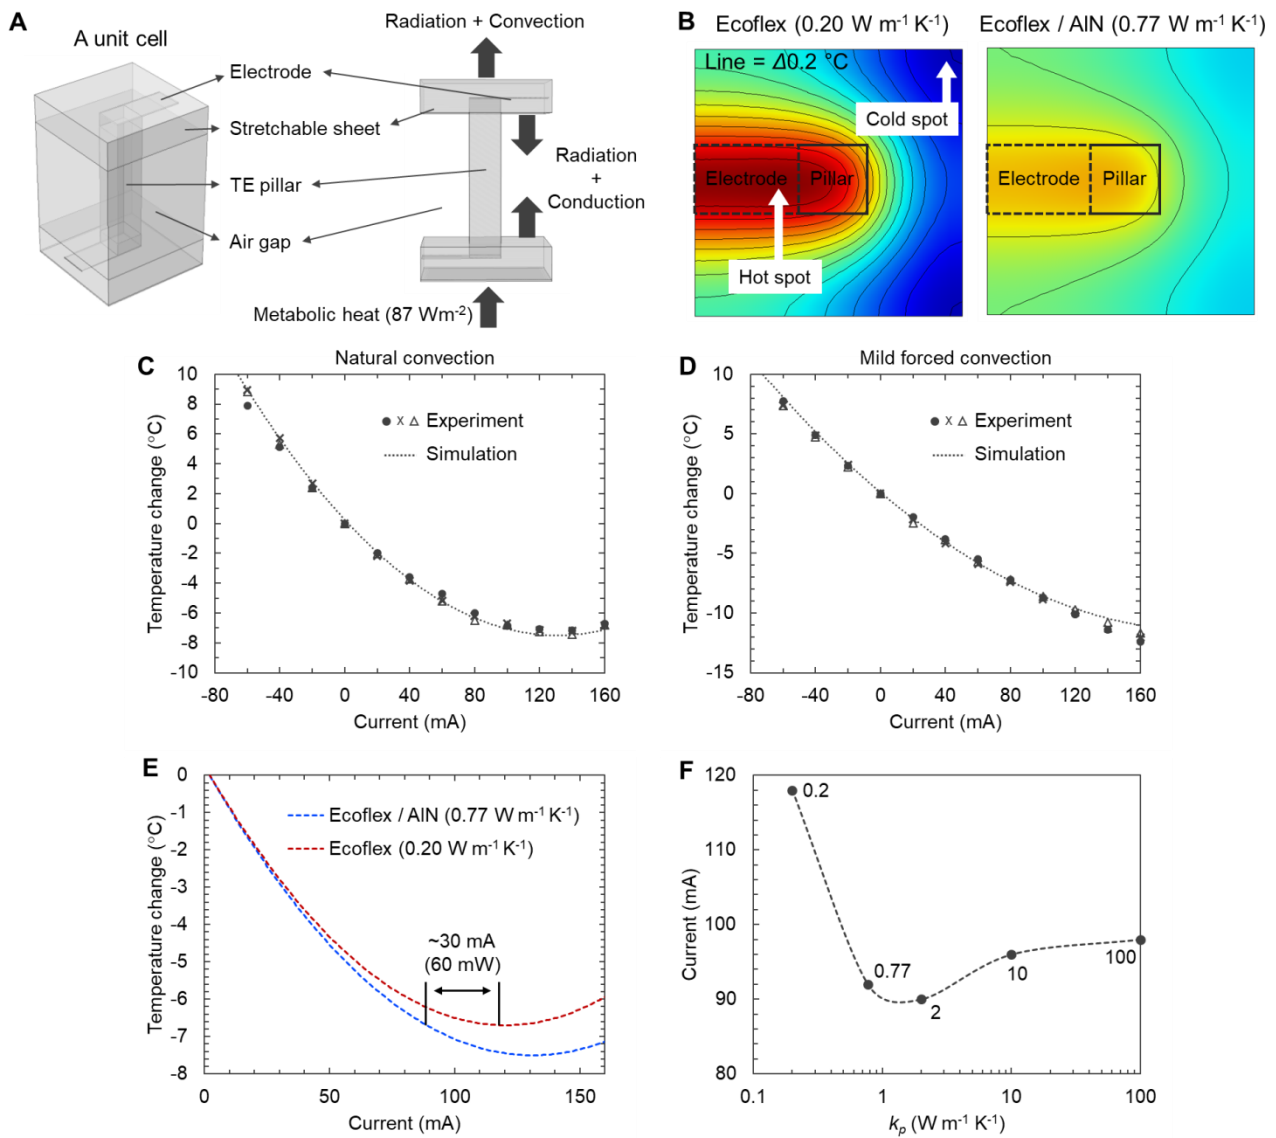 A
A unit cell
Electrode
Stretchable sheet
TE pillar
Air gap
Radiation + Convection
Radiation
+
Conduction
Metabolic heat (87 Wm-2)
B
Ecoflex (0.20 W m-1 K-1)
Line = Δ0.2 °C
Cold spot
Electrode
Pillar
Hot spot
Ecoflex / AlN (0.77 W m-1 K-1)
Electrode
Pillar
C
Natural convection
10
8
6
4
2
0
-2
-4
-6
-8
-10
Temperature change (°C)
● x △ Experiment
Simulation
-80
-40
0
40
80
120
160
Current (mA)
D
Mild forced convection
10
5
0
-5
-10
-15
Temperature change (°C)
● x △ Experiment
Simulation
-80
-40
0
40
80
120
160
Current (mA)
E
0
-1
-2
-3
-4
-5
-6
-7
-8
Temperature change (°C)
Ecoflex / AlN (0.77 W m-1 K-1)
Ecoflex (0.20 W m-1 K-1)
~30 mA
(60 mW)
0
50
100
150
Current (mA)
F
120
110
100
90
80
Current (mA)
0.2
0.77
2
10
100
0.1
1
10
100
kp (W m-1 K-1)